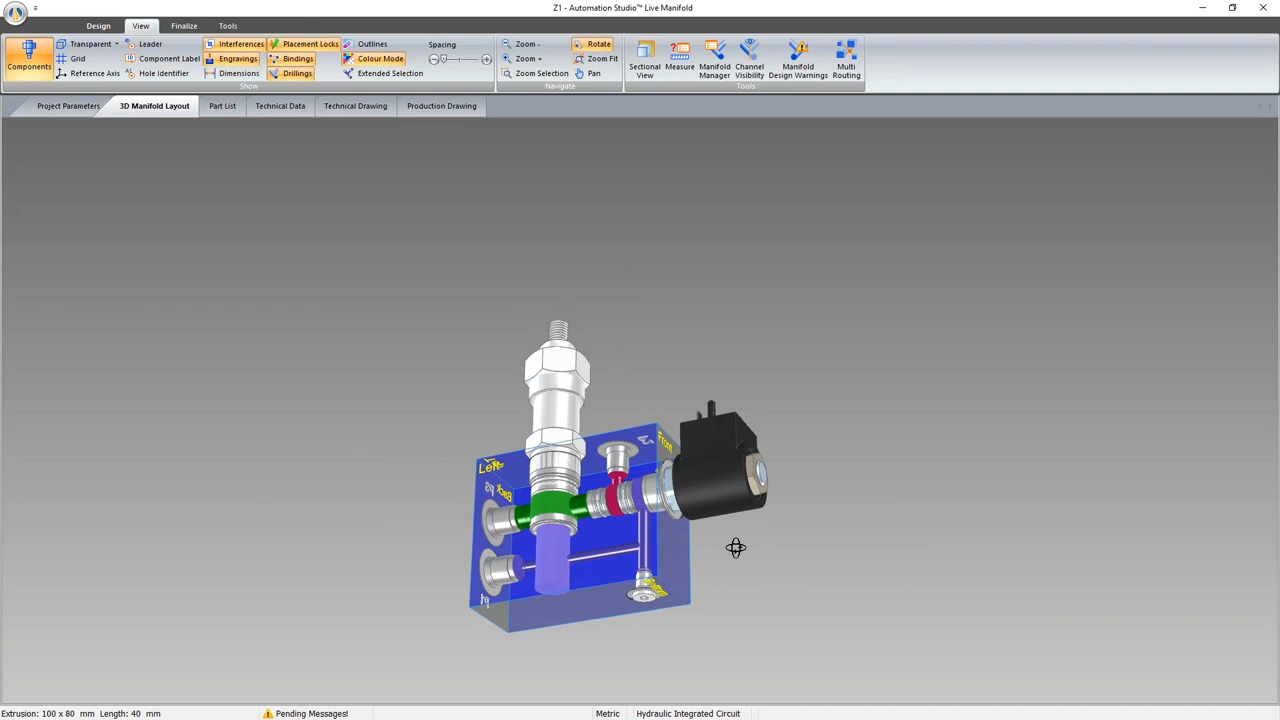 Z1 - Automation Studio™ Live Manifold
Design View Finalize Tools
Components
Transparent
Grid
Reference Axis
Leader
Component Label
Hole Identifier
Interferences
Engravings
Dimensions
Placement Locks
Bindings
Drillings
Outlines
Colour Mode
Extended Selection
Spacing
Show
Zoom -
Zoom +
Zoom Selection
Rotate
Zoom Fit
Pan
Navigate
Sectional
View
Measure
Manifold
Manager
Channel
Visibility
Manifold
Design Warnings
Multi
Routing
Tools
Project Parameters 3D Manifold Layout Part List Technical Data Technical Drawing Production Drawing
Left
Front
Back
Extrusion: 100 x 80 mm Length: 40 mm Pending Messages! Metric Hydraulic Integrated Circuit